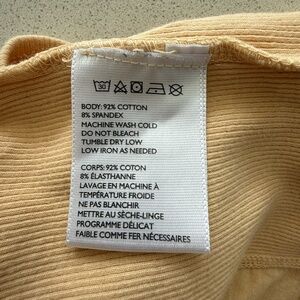 30
BODY: 92% COTTON
8% SPANDEX
MACHINE WASH COLD
DO NOT BLEACH
TUMBLE DRY LOW
LOW IRON AS NEEDED
CORPS: 92% COTON
8% ÉLASTHANNE
LAVAGE EN MACHINE À
TEMPÉRATURE FROIDE
NE PAS BLANCHIR
METTRE AU SÈCHE-LINGE
PROGRAMME DÉLICAT
FAIBLE COMME FER NÉCESSAIRES